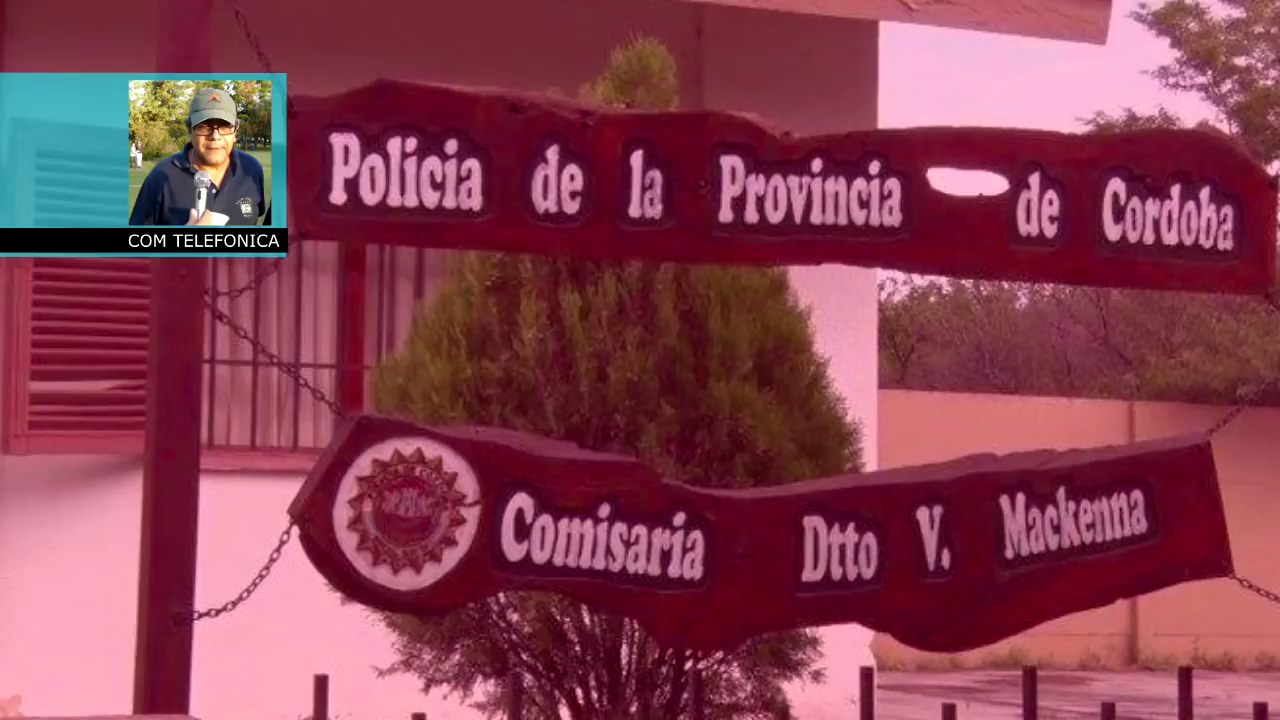 Policia de la Provincia de Cordoba
COM TELEFONICA
Comisaria Dtto V. Mackenna